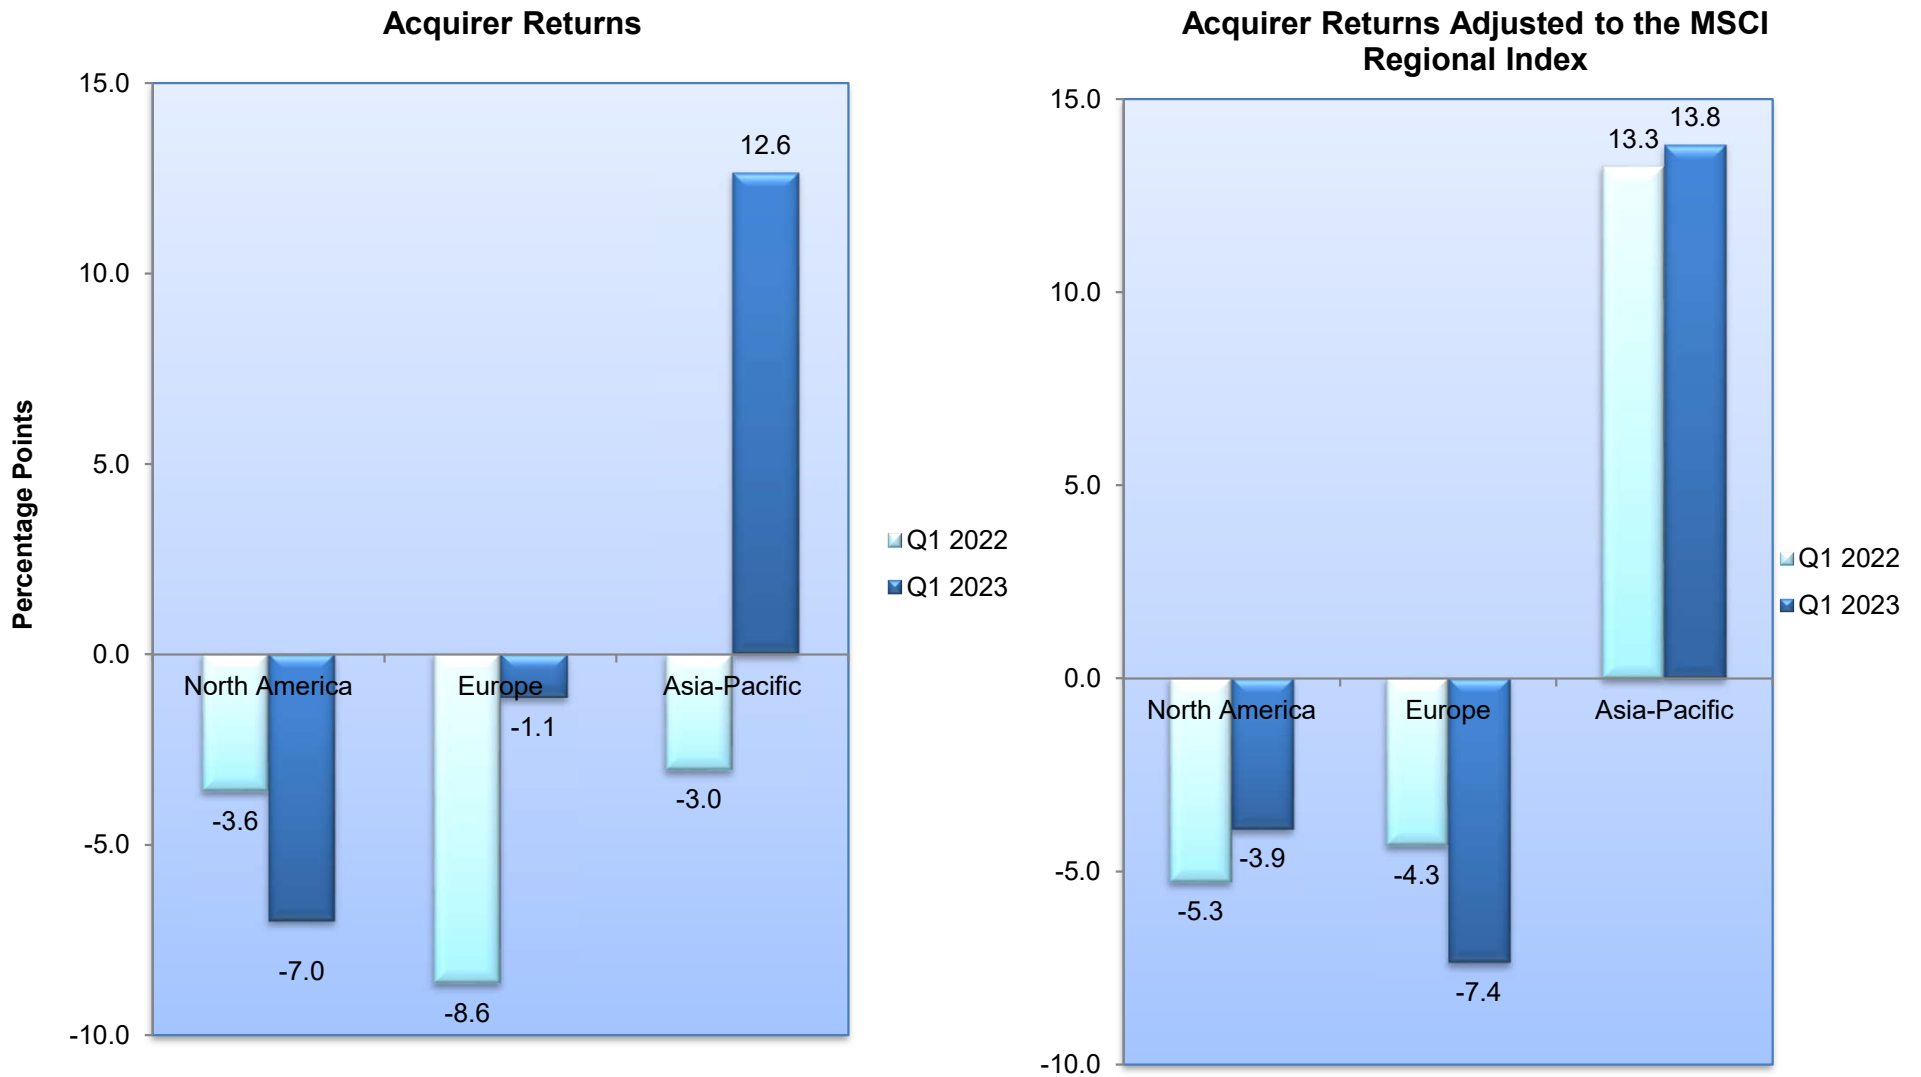 Acquirer Returns
15.0
10.0
5.0
0.0
-5.0
-10.0
Percentage Points
12.6
North America
Europe
Asia-Pacific
-3.6
-7.0
-8.6
-1.1
-3.0
Q1 2022
Q1 2023
Acquirer Returns Adjusted to the MSCI
Regional Index
15.0
10.0
5.0
0.0
-5.0
-10.0
13.3
13.8
North America
Europe
Asia-Pacific
-5.3
-3.9
-4.3
-7.4
Q1 2022
Q1 2023